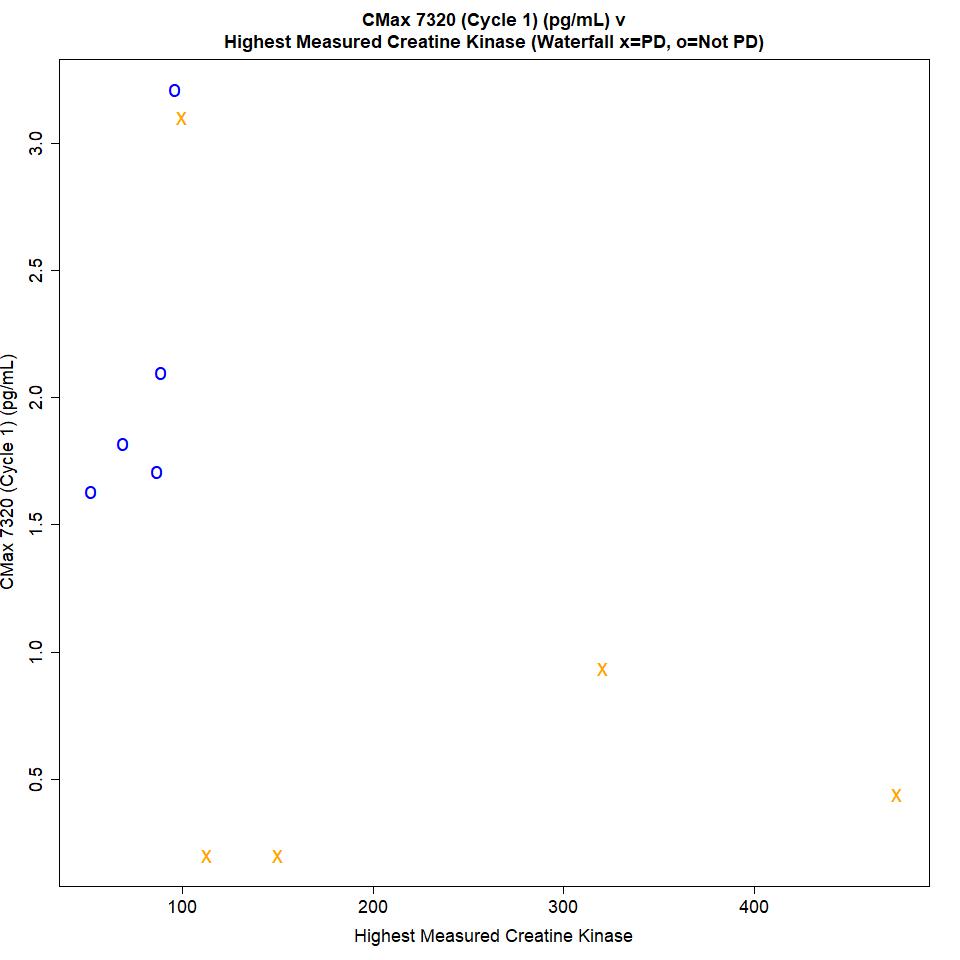 CMax 7320 (Cycle 1) (pg/mL) v
Highest Measured Creatine Kinase (Waterfall x=PD, o=Not PD)
CMax 7320 (Cycle 1) (pg/mL)
3.0
2.5
2.0
1.5
1.0
0.5
o
x
o
o
o
o
x
x
x
x
100 200 300 400
Highest Measured Creatine Kinase